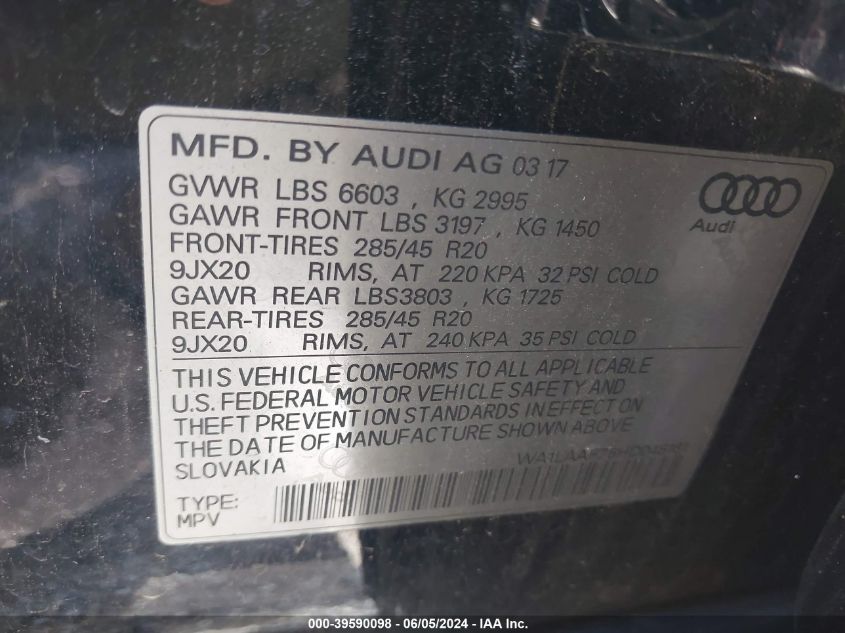 MFD. BY AUDI AG 03 17
GVWR LBS 6603 , KG 2995
GAWR FRONT LBS 3197 , KG 1450
FRONT-TIRES 285/45 R20
9JX20 RIMS, AT 220 KPA 32 PSI COLD
GAWR REAR LBS3803 , KG 1725
REAR-TIRES 285/45 R20
9JX20 RIMS, AT 240 KPA 35 PSI COLD
Audi
THIS VEHICLE CONFORMS TO ALL APPLICABLE
U.S. FEDERAL MOTOR VEHICLE SAFETY AND
THEFT PREVENTION STANDARDS IN EFFECT ON
THE DATE OF MANUFACTURE SHOWN ABOVE
SLOVAKIA
TYPE:
MPV
000-39590098 - 06/05/2024 - IAA Inc.